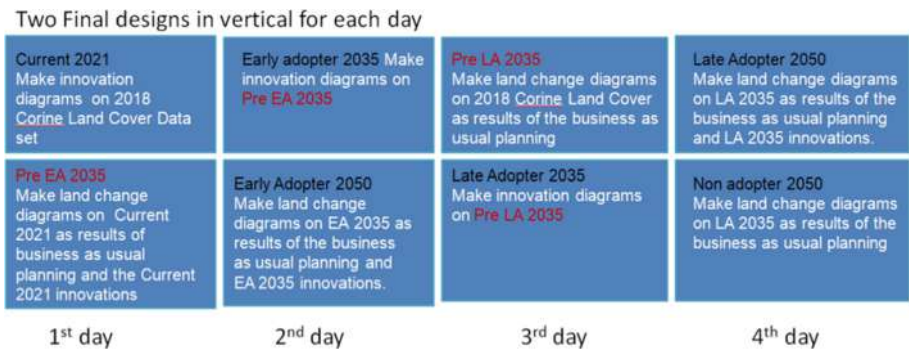 Two Final designs in vertical for each day
Current 2021
Make innovation
diagrams on 2018
Corine Land Cover Data
set
Early adopter 2035 Make
innovation diagrams on
Pre EA 2035
Pre LA 2035
Make land change diagrams
on 2018 Corine Land Cover
as results of the business as
usual planning
Late Adopter 2050
Make land change diagrams
on LA 2035 as results of the
business as usual planning
and LA 2035 innovations.
Pre EA 2035
Make land change
diagrams on Current
2021 as results of
business as usual
planning and the Current
2021 innovations
Early Adopter 2050
Make land change
diagrams on EA 2035 as
results of the business
as usual planning and
EA 2035 innovations.
Late Adopter 2035
Make innovation diagrams
on Pre LA 2035
Non adopter 2050
Make land change diagrams
on LA 2035 as results of the
business as usual planning
1st day
2nd day
3rd day
4th day